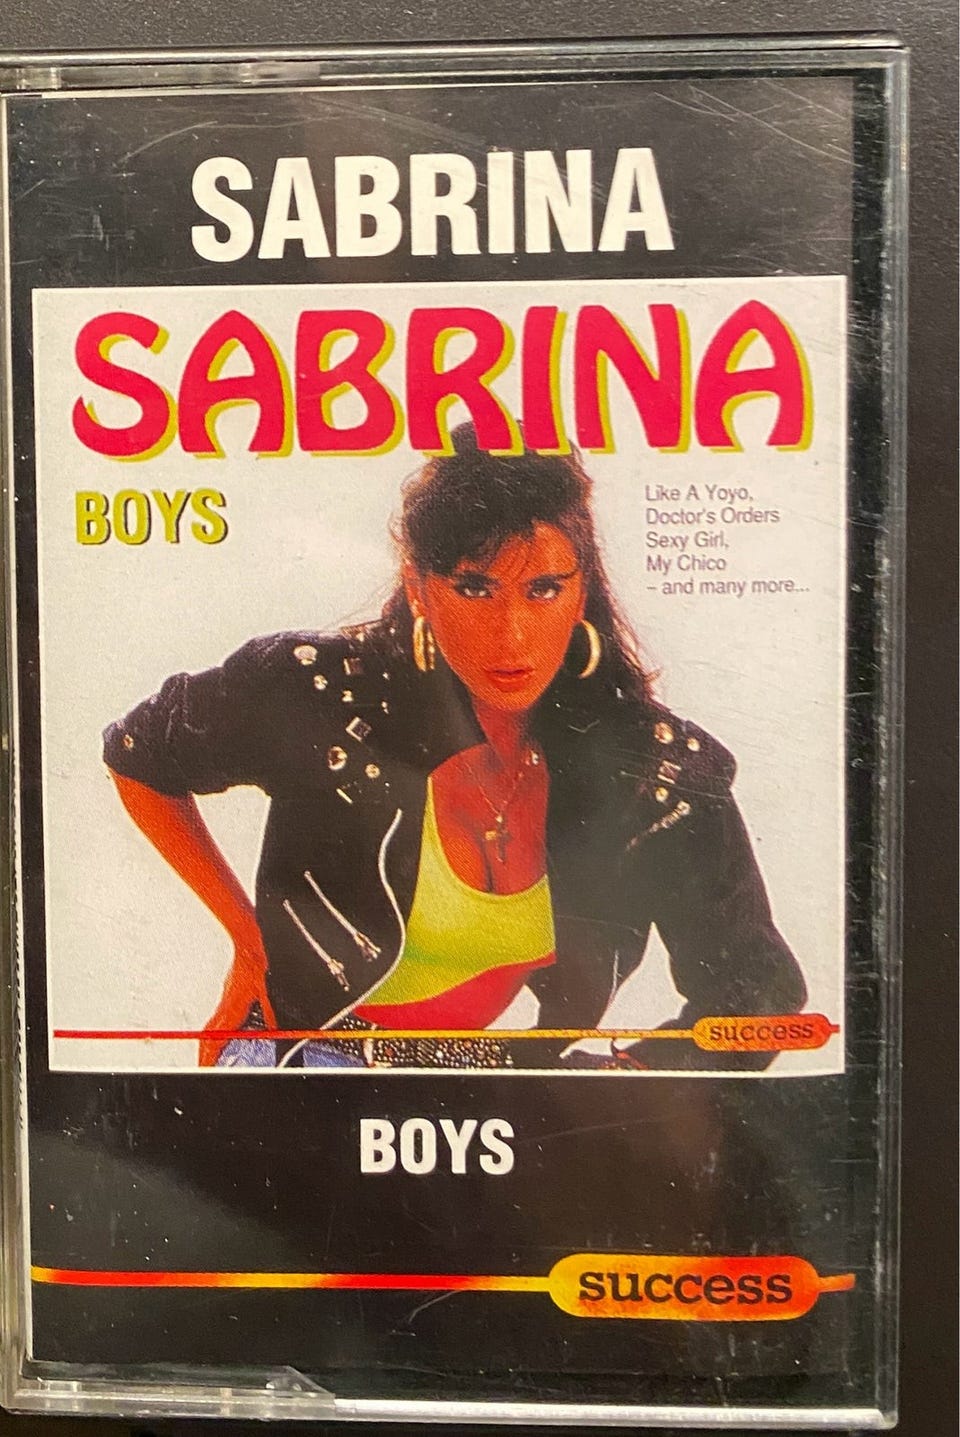 SABRINA
SABRINA
BOYS
Like A Yoyo,
Doctor's Orders
Sexy Girl,
My Chico
– and many more...
success
BOYS
success